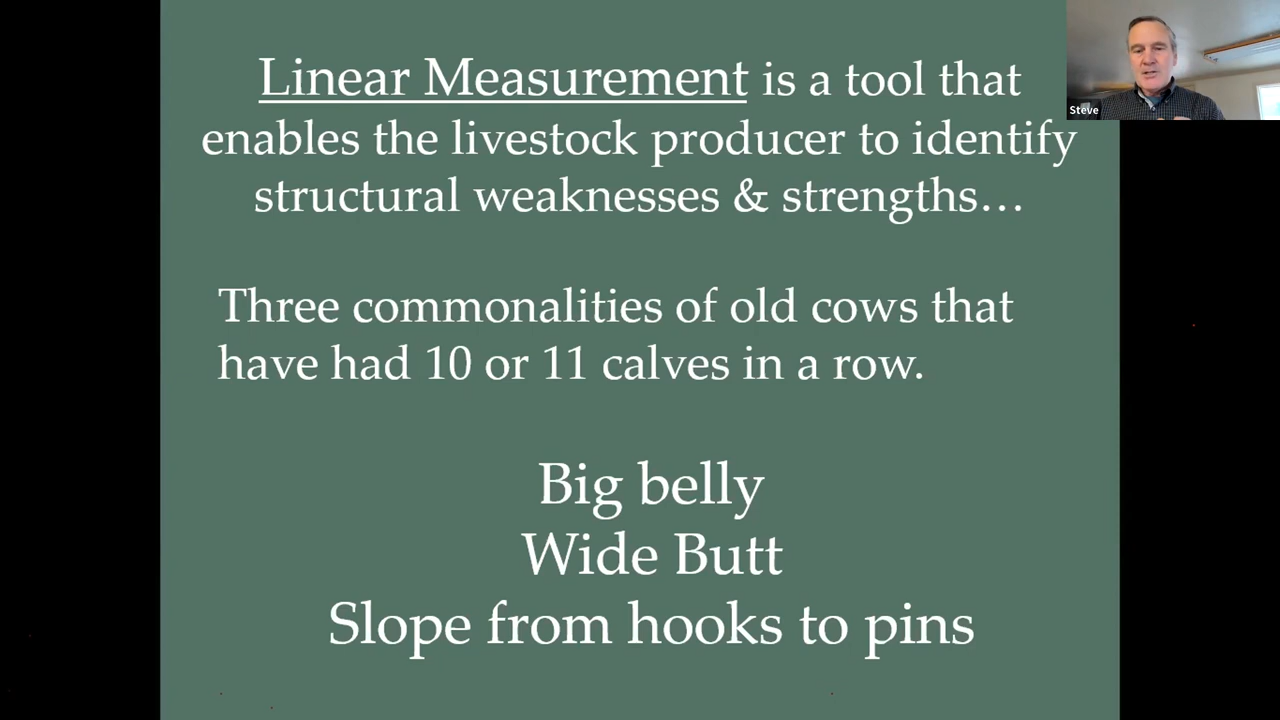 Linear Measurement is a tool that
enables the livestock producer to identify
structural weaknesses & strengths…
Three commonalities of old cows that
have had 10 or 11 calves in a row.
Big belly
Wide Butt
Slope from hooks to pins
Steve